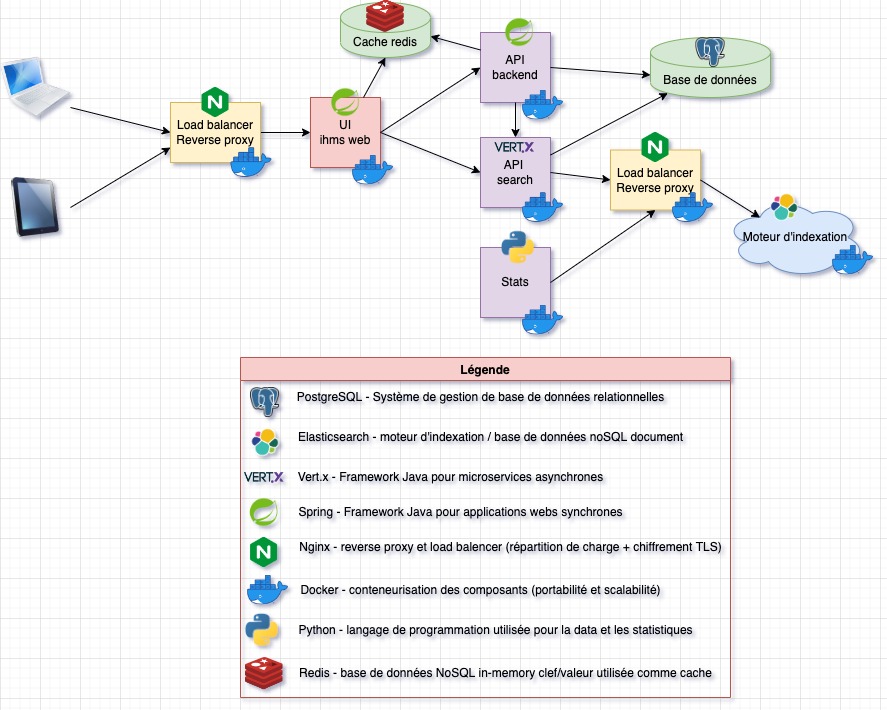 Cache redis
API
backend
Base de données
Load balancer
Reverse proxy
UI
ihms web
VERT.X
API
search
Load balancer
Reverse proxy
Moteur d'indexation
Stats
Légende
PostgreSQL - Système de gestion de base de données relationnelles
Elasticsearch - moteur d'indexation / base de données noSQL document
VERT.X Vert.x - Framework Java pour microservices asynchrones
Spring - Framework Java pour applications webs synchrones
Nginx - reverse proxy et load balencer (répartition de charge + chiffrement TLS)
Docker - conteneurisation des composants (portabilité et scalabilité)
Python - langage de programmation utilisée pour la data et les statistiques
Redis - base de données NoSQL in-memory clef/valeur utilisée comme cache